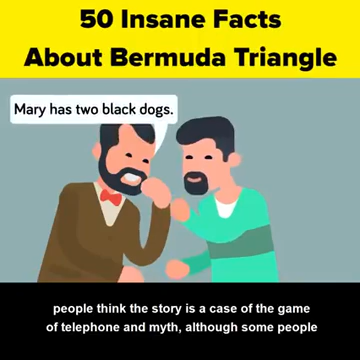 50 Insane Facts
About Bermuda Triangle
Mary has two black dogs.
people think the story is a case of the game
of telephone and myth, although some people